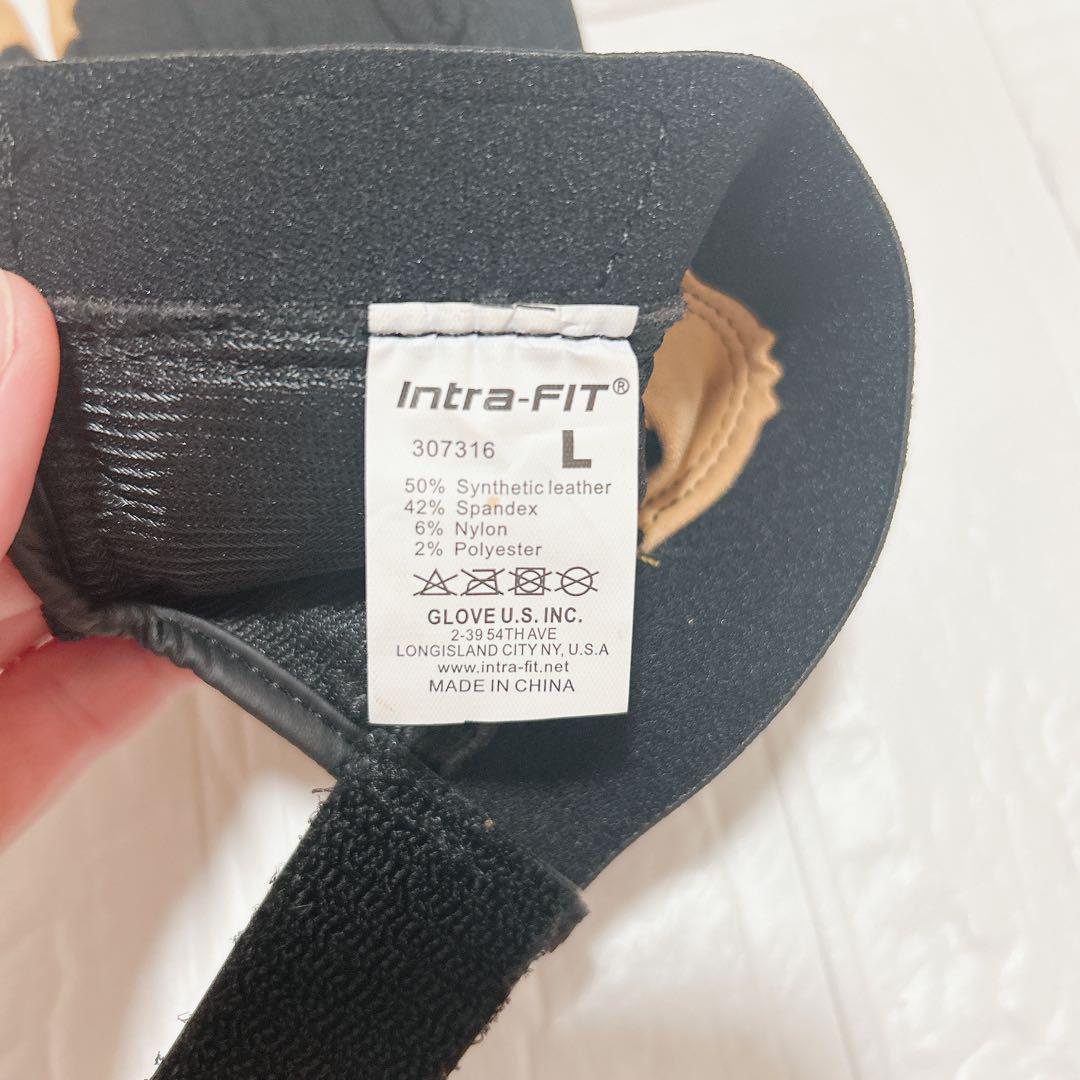 Intra-FIT®
307316 L
50% Synthetic leather
42% Spandex
6% Nylon
2% Polyester
GLOVE U.S. INC.
2-39 54TH AVE
LONGISLAND CITY NY, U.S.A
www.intra-fit.net
MADE IN CHINA